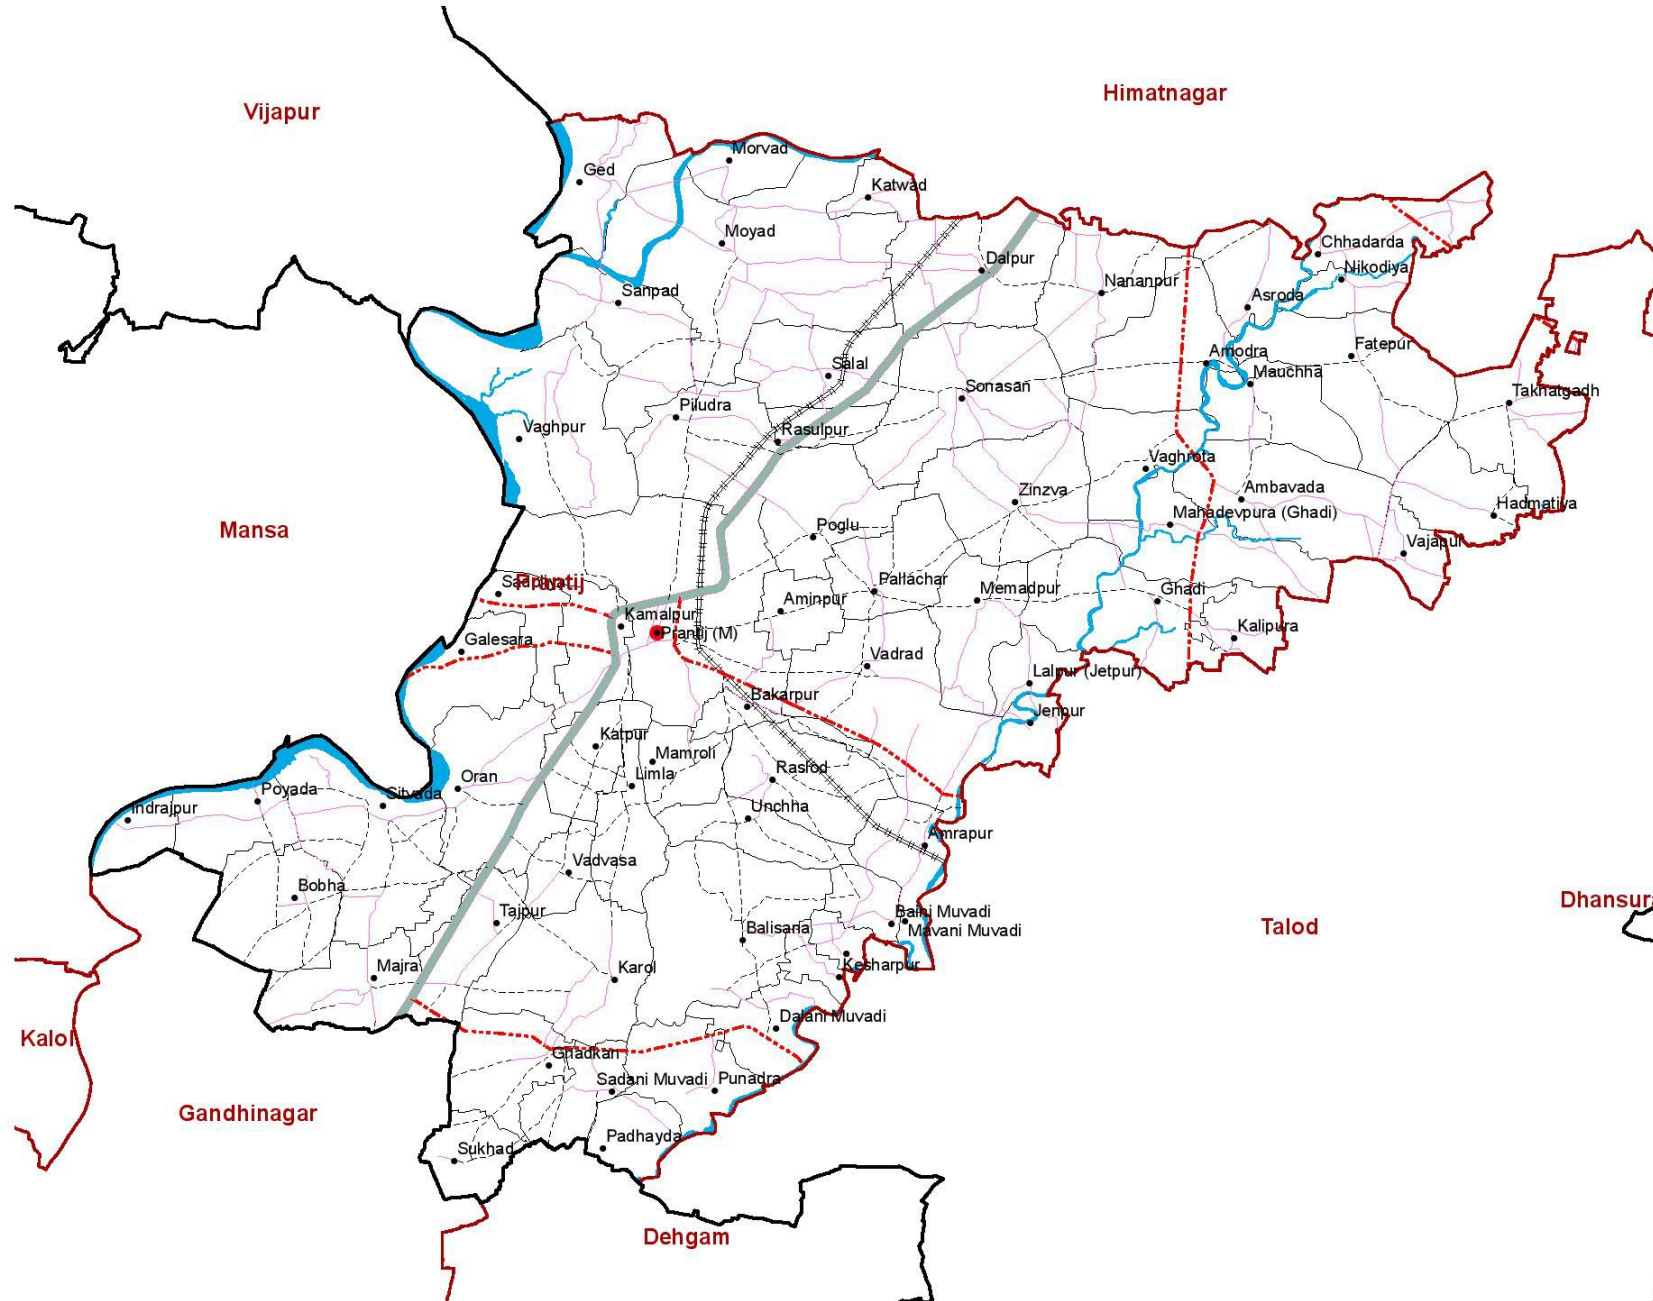 Himatnagar
Vijapur
Morvad
Ged
Katwad
Moyad
Chhadarda
Dalpur
Nikodiya
Nananpur
Sanpad
Asroda
Amodra
Fatepur
Salal
Mauchha
Sonasan
Takhatgadh
Piludra
Vaghpur
Rasulpur
Vaghrota
Ambavada
Zinzva
Hadmatiya
Mahadevpura (Ghadi)
Poglu
Mansa
Vajapur
Prantij
Pallachar
Memadpur
Ghadi
Aminpur
Kamalpur
Prantij (M)
Kalipura
Galesara
Vadrad
Lalpur (Jetpur)
Bakarpur
Jenpur
Katpur
Mamroli
Limla
Oran
Raslod
Poyada
Sitvada
Indrajpur
Unchha
Amrapur
Vadvasa
Bobha
Dhansura
Tajpur
Baini Muvadi
Mavani Muvadi
Balisana
Talod
Majra
Karol
Kesharpur
Dalani Muvadi
Kalol
Ghadkan
Sadani Muvadi
Punadra
Gandhinagar
Padhayda
Sukhad
Dehgam